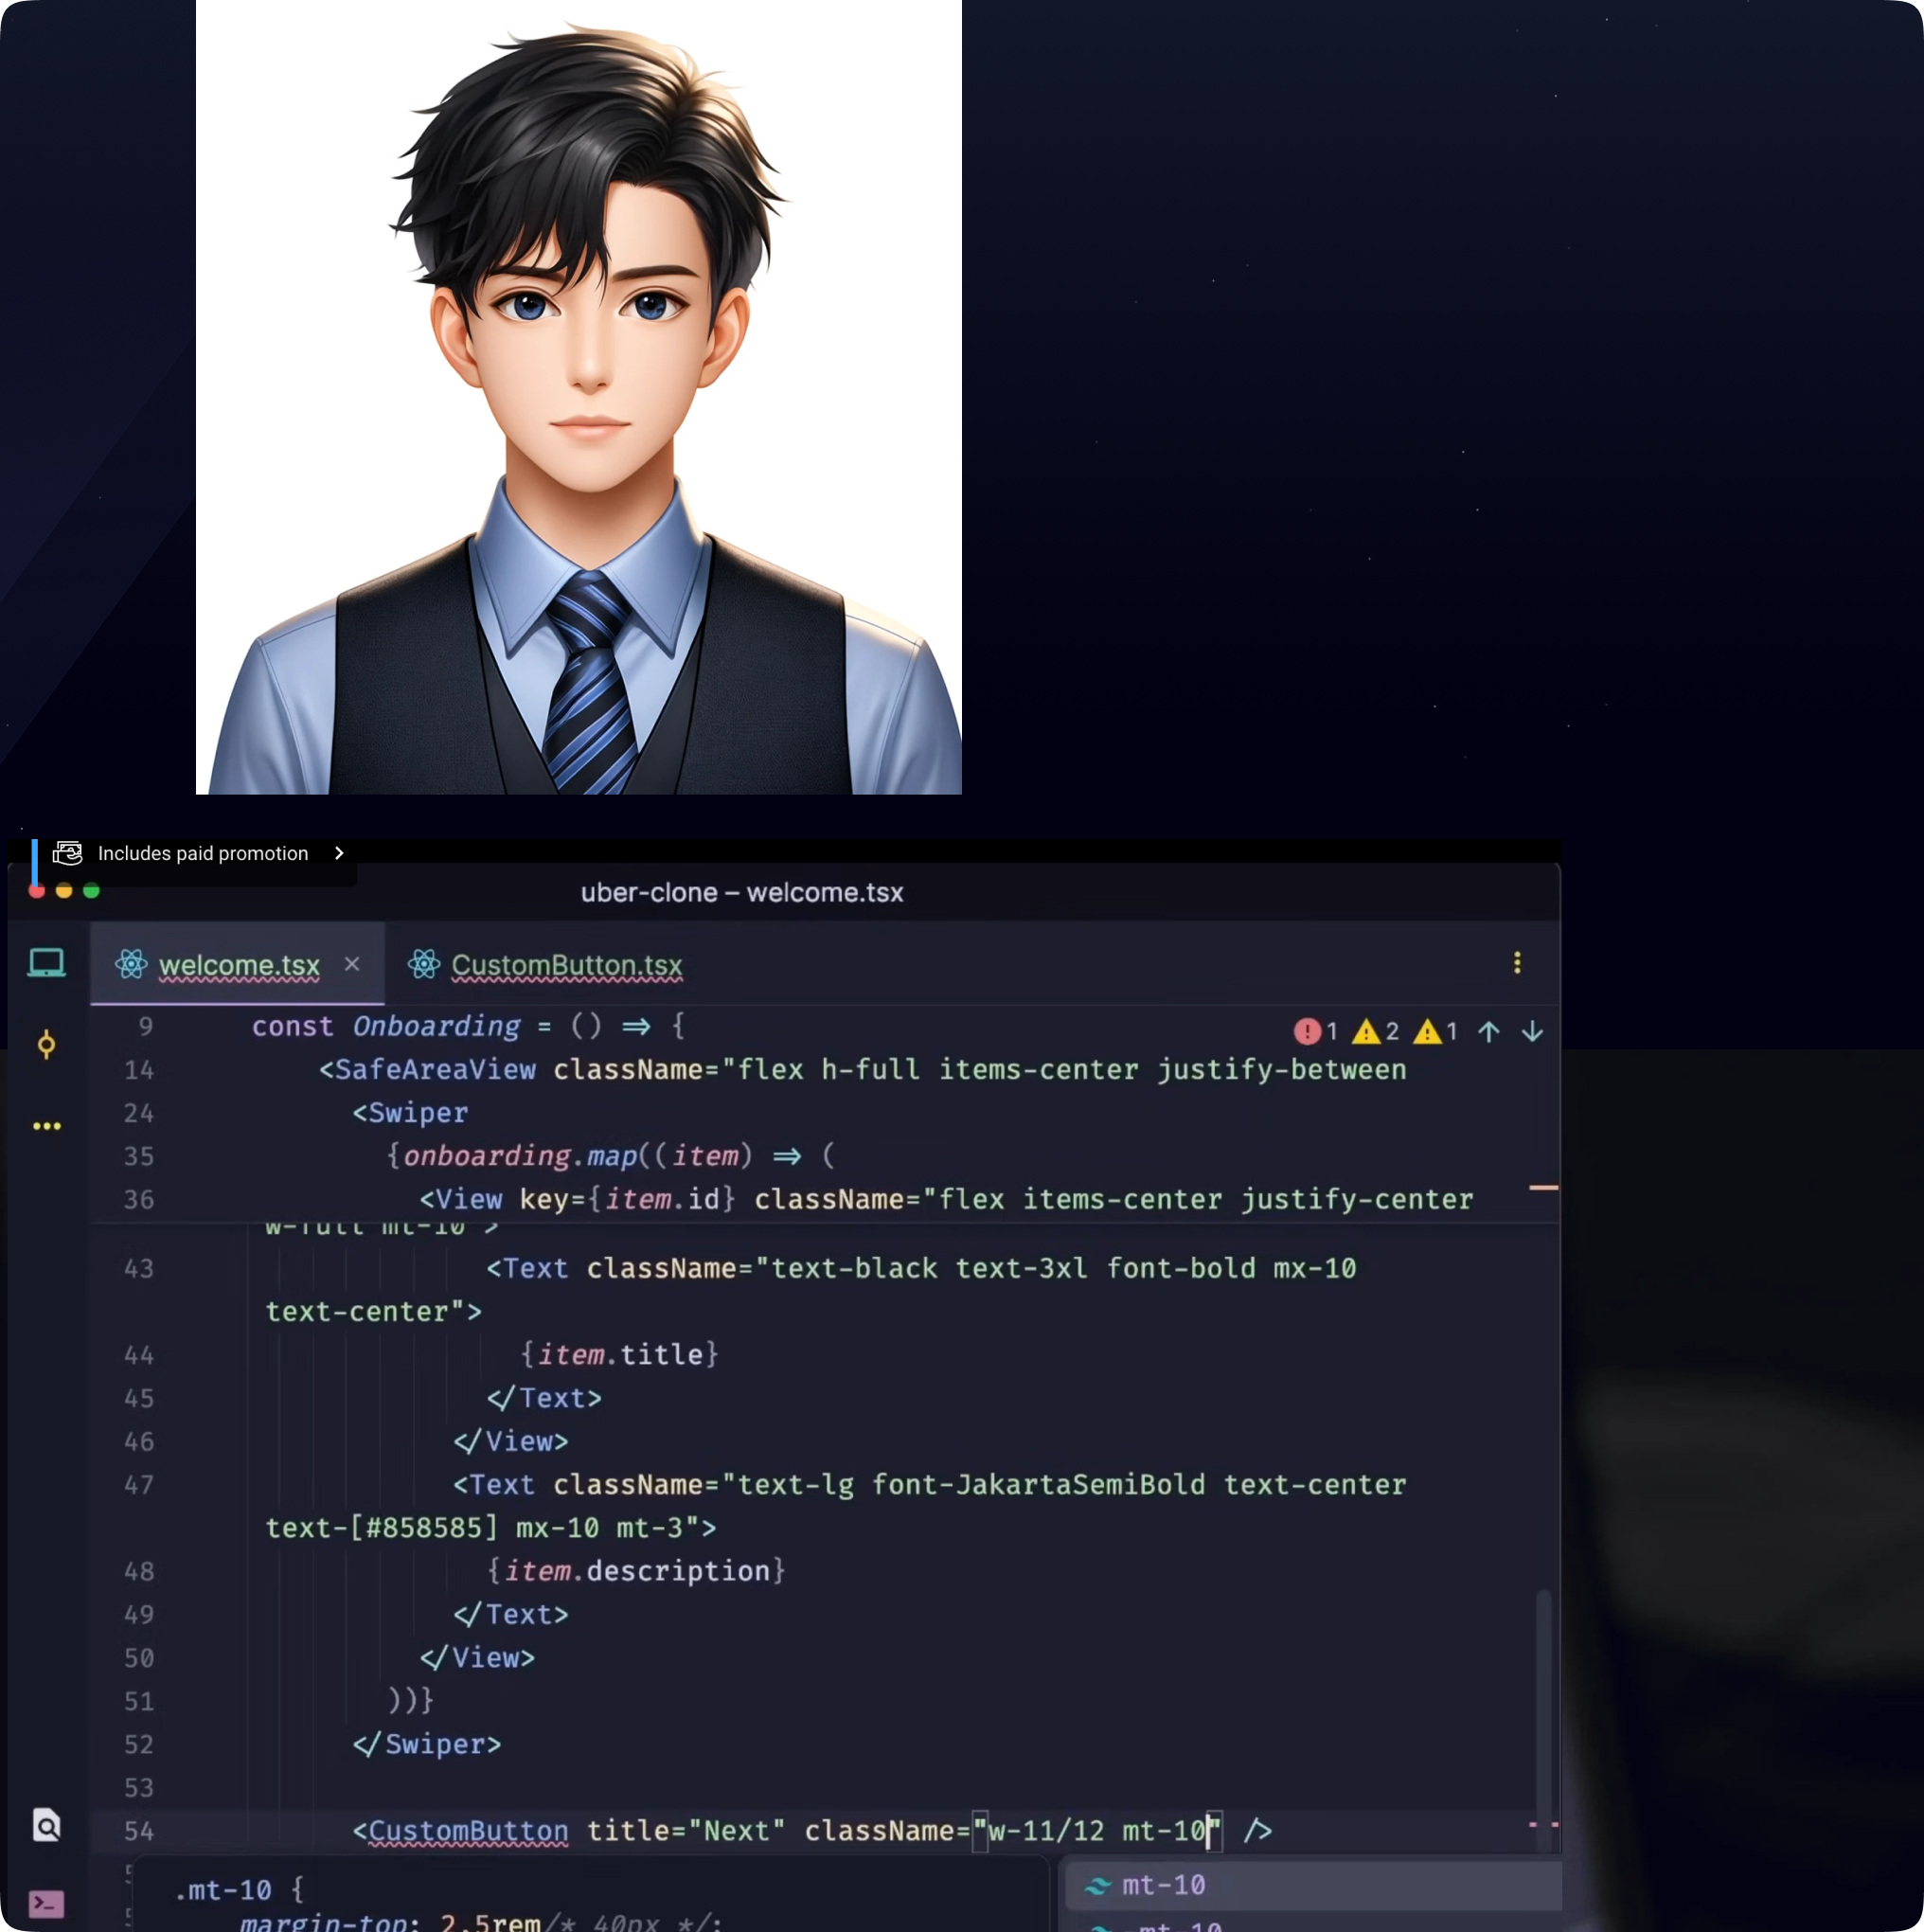 Includes paid promotion
uber-clone – welcome.tsx
welcome.tsx × CustomButton.tsx
9 const Onboarding = () ⇒ {
1 2 1
14 <SafeAreaView className="flex h-full items-center justify-between
24 <Swiper
35 {onboarding.map((item) ⇒ (
36 <View key={item.id} className="flex items-center justify-center
w-full mt-10">
43 <Text className="text-black text-3xl font-bold mx-10
text-center">
44 {item.title}
45 </Text>
46 </View>
47 <Text className="text-lg font-JakartaSemiBold text-center
text-[#858585] mx-10 mt-3">
48 {item.description}
49 </Text>
50 </View>
51 ))}
52 </Swiper>
53
54 <CustomButton title="Next" className="w-11/12 mt-10" />
.mt-10 {
margin-top: 2.5rem/* 40px */;
mt-10
-mt-10